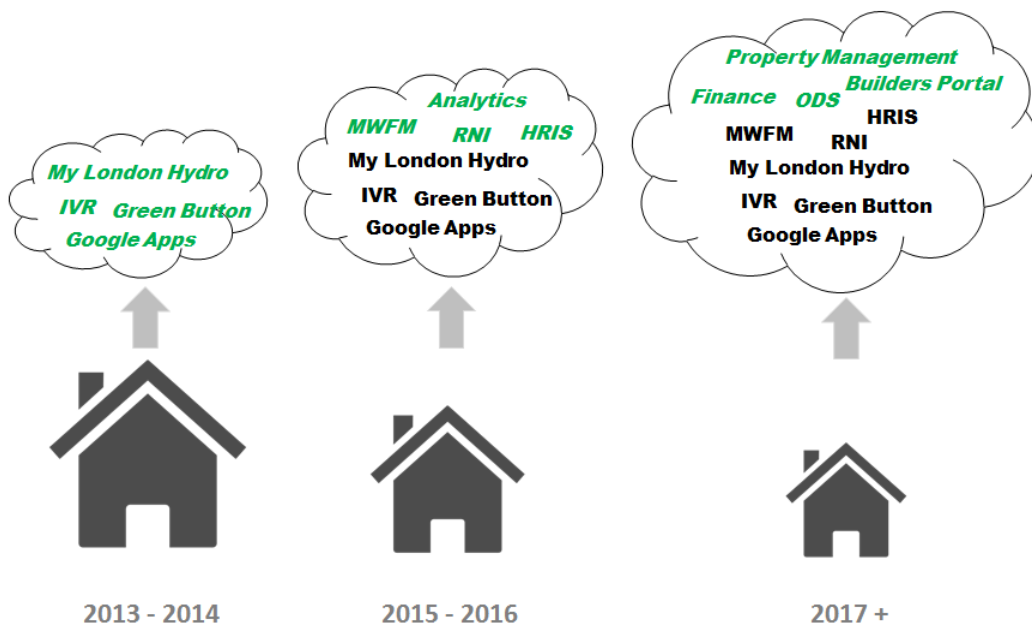 My London Hydro
IVR Green Button
Google Apps
2013 - 2014
Analytics
MWFM RNI HRIS
My London Hydro
IVR Green Button
Google Apps
2015 - 2016
Property Management
Builders Portal
Finance ODS
HRIS
MWFM RNI
My London Hydro
IVR Green Button
Google Apps
2017 +